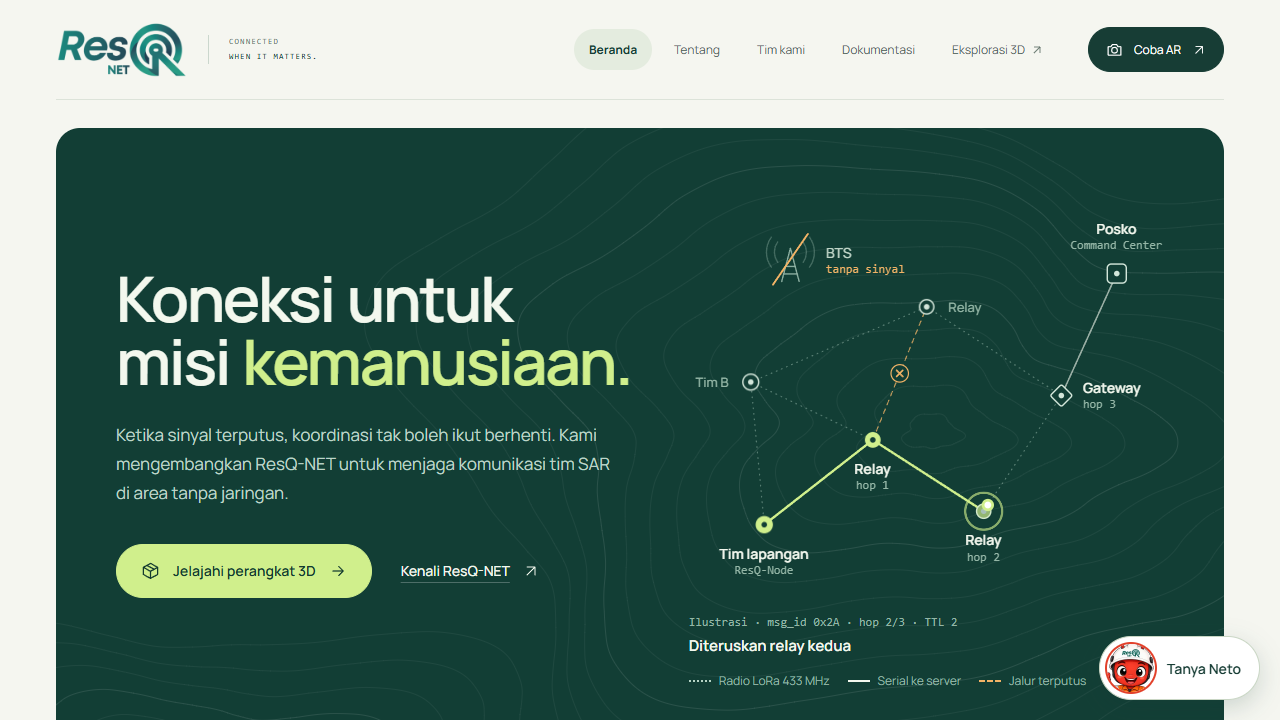 ResQ
NET
CONNECTED
WHEN IT MATTERS.
Beranda
Tentang
Tim kami
Dokumentasi
Eksplorasi 3D
Coba AR
Koneksi untuk
misi kemanusiaan.
Ketika sinyal terputus, koordinasi tak boleh ikut berhenti. Kami
mengembangkan ResQ-NET untuk menjaga komunikasi tim SAR
di area tanpa jaringan.
Jelajahi perangkat 3D
Kenali ResQ-NET
BTS
tanpa sinyal
Posko
Command Center
Relay
Tim B
Gateway
hop 3
Relay
hop 1
Relay
hop 2
Tim lapangan
ResQ-Node
Ilustrasi · msg_id 0x2A · hop 2/3 · TTL 2
Diteruskan relay kedua
Radio LoRa 433 MHz
Serial ke server
Jalur terputus
ResQ
Tanya Neto